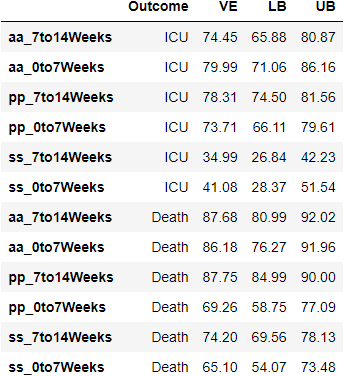 Outcome VE LB UB
aa_7to14Weeks ICU 74.45 65.88 80.87
aa_0to7Weeks ICU 79.99 71.06 86.16
pp_7to14Weeks ICU 78.31 74.50 81.56
pp_0to7Weeks ICU 73.71 66.11 79.61
ss_7to14Weeks ICU 34.99 26.84 42.23
ss_0to7Weeks ICU 41.08 28.37 51.54
aa_7to14Weeks Death 87.68 80.99 92.02
aa_0to7Weeks Death 86.18 76.27 91.96
pp_7to14Weeks Death 87.75 84.99 90.00
pp_0to7Weeks Death 69.26 58.75 77.09
ss_7to14Weeks Death 74.20 69.56 78.13
ss_0to7Weeks Death 65.10 54.07 73.48